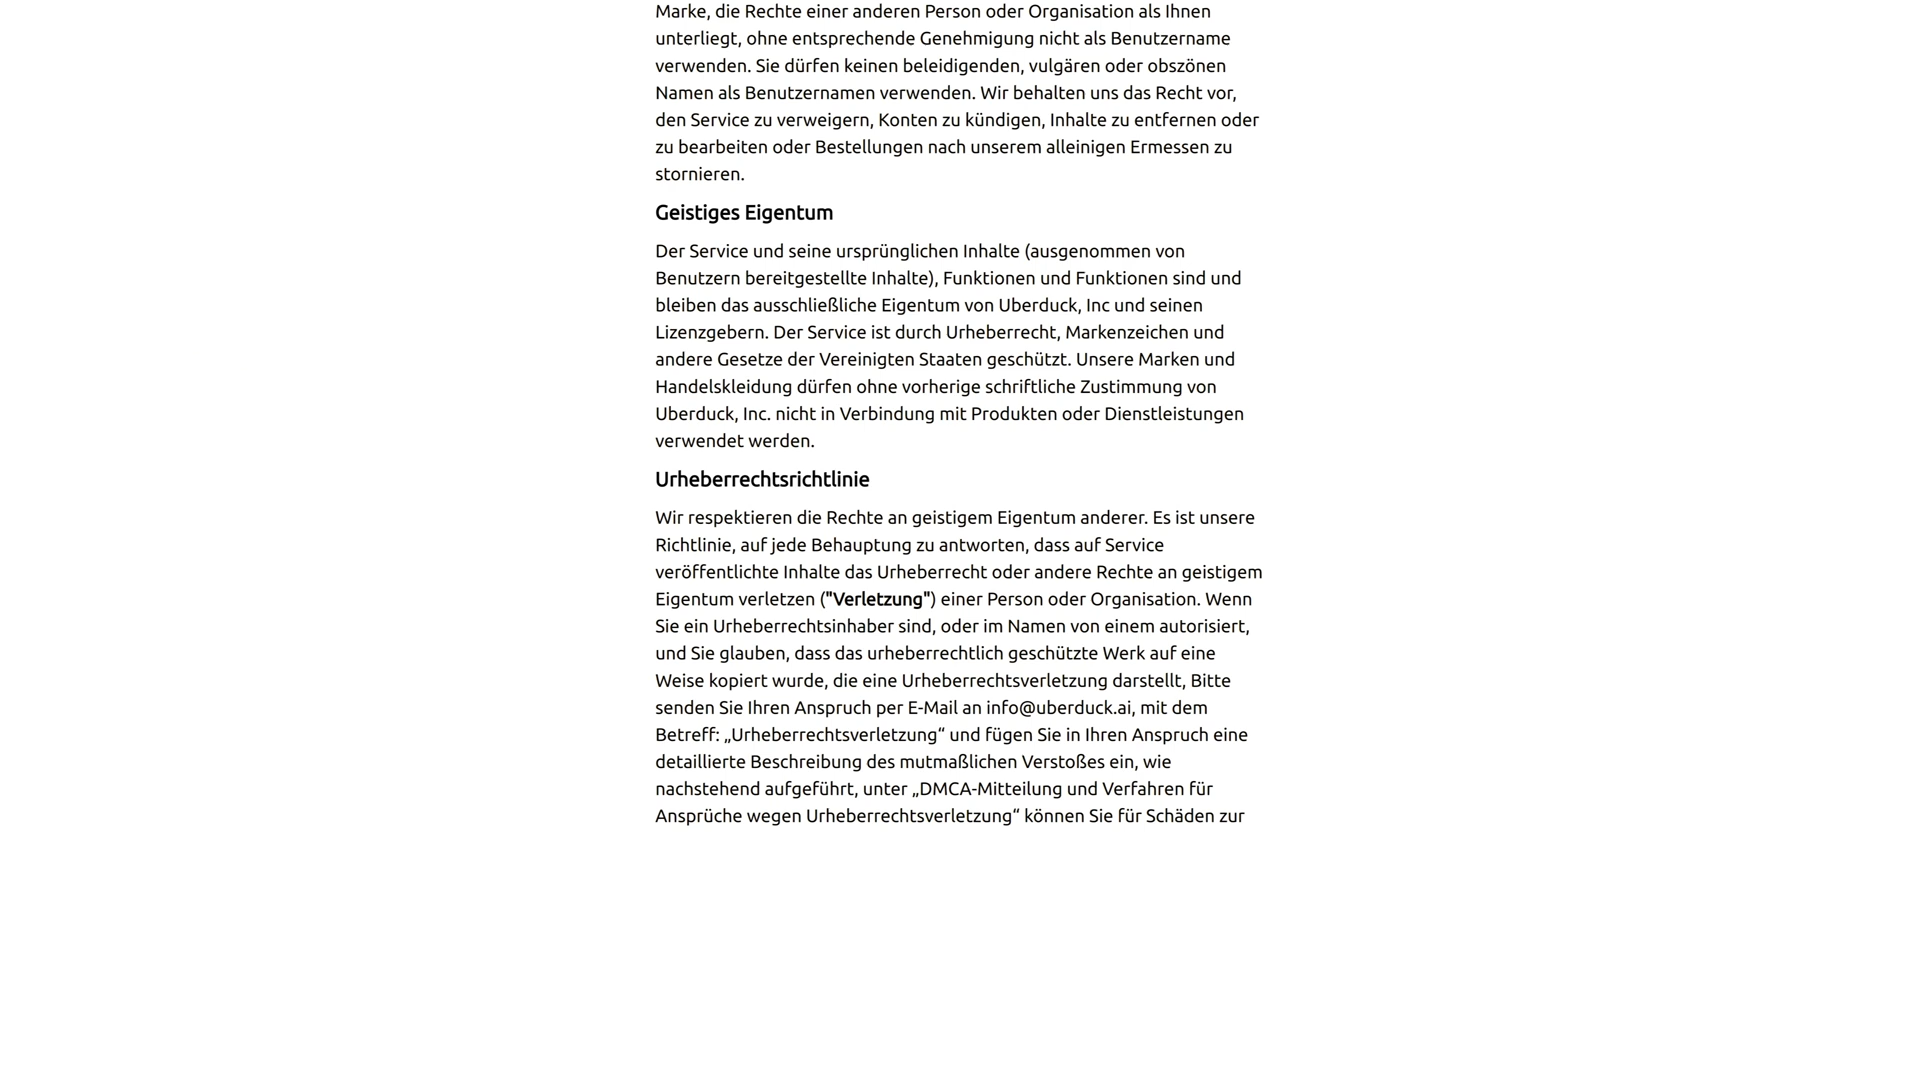 Marke, die Rechte einer anderen Person oder Organisation als Ihnen
unterliegt, ohne entsprechende Genehmigung nicht als Benutzername
verwenden. Sie dürfen keinen beleidigenden, vulgären oder obszönen
Namen als Benutzernamen verwenden. Wir behalten uns das Recht vor,
den Service zu verweigern, Konten zu kündigen, Inhalte zu entfernen oder
zu bearbeiten oder Bestellungen nach unserem alleinigen Ermessen zu
stornieren.
Geistiges Eigentum
Der Service und seine ursprünglichen Inhalte (ausgenommen von
Benutzern bereitgestellte Inhalte), Funktionen und Funktionen sind und
bleiben das ausschließliche Eigentum von Uberduck, Inc und seinen
Lizenzgebern. Der Service ist durch Urheberrecht, Markenzeichen und
andere Gesetze der Vereinigten Staaten geschützt. Unsere Marken und
Handelskleidung dürfen ohne vorherige schriftliche Zustimmung von
Uberduck, Inc. nicht in Verbindung mit Produkten oder Dienstleistungen
verwendet werden.
Urheberrechtsrichtlinie
Wir respektieren die Rechte an geistigem Eigentum anderer. Es ist unsere
Richtlinie, auf jede Behauptung zu antworten, dass auf Service
veröffentlichte Inhalte das Urheberrecht oder andere Rechte an geistigem
Eigentum verletzen ("Verletzung") einer Person oder Organisation. Wenn
Sie ein Urheberrechtsinhaber sind, oder im Namen von einem autorisiert,
und Sie glauben, dass das urheberrechtlich geschützte Werk auf eine
Weise kopiert wurde, die eine Urheberrechtsverletzung darstellt, Bitte
senden Sie Ihren Anspruch per E-Mail an info@uberduck.ai, mit dem
Betreff: „Urheberrechtsverletzung“ und fügen Sie in Ihren Anspruch eine
detaillierte Beschreibung des mutmaßlichen Verstoßes ein, wie
nachstehend aufgeführt, unter „DMCA-Mitteilung und Verfahren für
Ansprüche wegen Urheberrechtsverletzung“ können Sie für Schäden zur